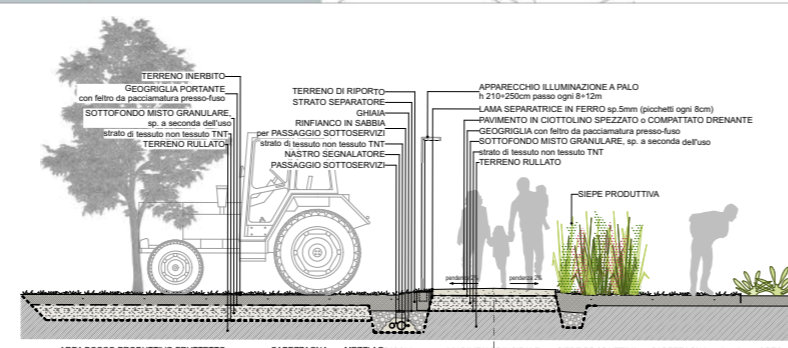 TERRENO INERBITO
GEOGRIGLIA PORTANTE
con feltro da pacciamatura presso-fuso
SOTTOFONDO MISTO GRANULARE,
sp. a seconda dell'uso
strato di tessuto non tessuto TNT
TERRENO RULLATO
TERRENO DI RIPORTO
STRATO SEPARATORE
GHIAIA
RINFIANCO IN SABBIA
per PASSAGGIO SOTTOSERVIZI
strato di tessuto non tessuto TNT
NASTRO SEGNALATORE
PASSAGGIO SOTTOSERVIZI
APPARECCHIO ILLUMINAZIONE A PALO
h 210÷250cm passo ogni 8÷12m
LAMA SEPARATRICE IN FERRO sp.5mm (picchetti ogni 8cm)
PAVIMENTO IN CIOTTOLINO SPEZZATO O COMPATTATO DRENANTE
GEOGRIGLIA con feltro da pacciamatura presso-fuso
SOTTOFONDO MISTO GRANULARE, sp. a seconda dell'uso
strato di tessuto non tessuto TNT
TERRENO RULLATO
SIEPE PRODUTTIVA
pendenza 2%
pendenza 2%